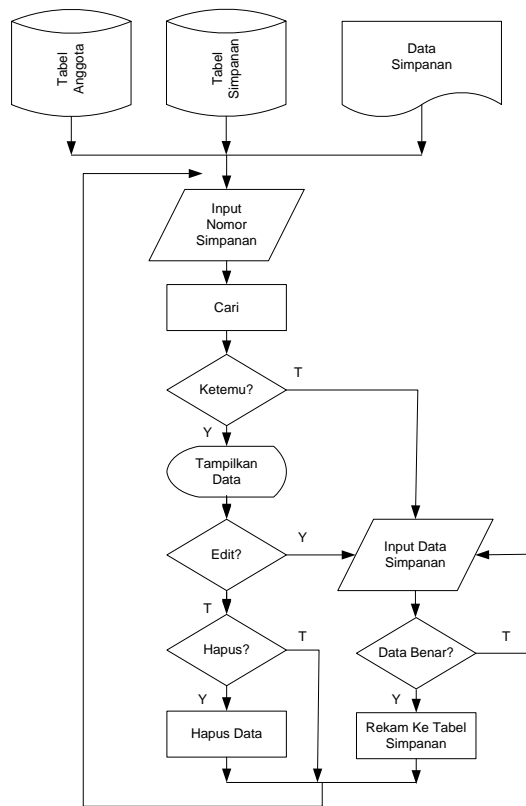 Tabel
Anggota
Tabel
Simpanan
Data
Simpanan
Input
Nomor
Simpanan
Cari
Ketemu?
T
Y
Tampilkan
Data
Edit?
Y
Input Data
Simpanan
T
Hapus?
T
Data Benar?
T
Y
Hapus Data
Y
Rekam Ke Tabel
Simpanan